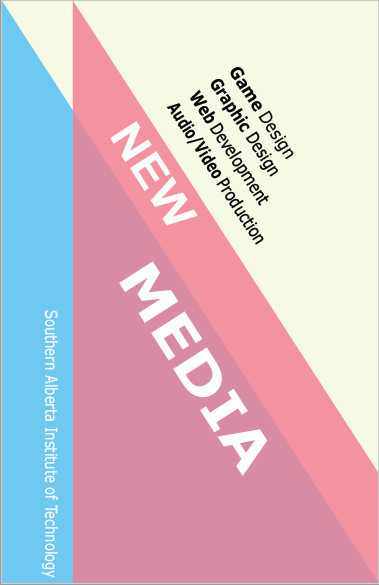 Game Design
Graphic Design
Web Development
Audio/Video Production
NEW
MEDIA
Southern Alberta Institute of Technology